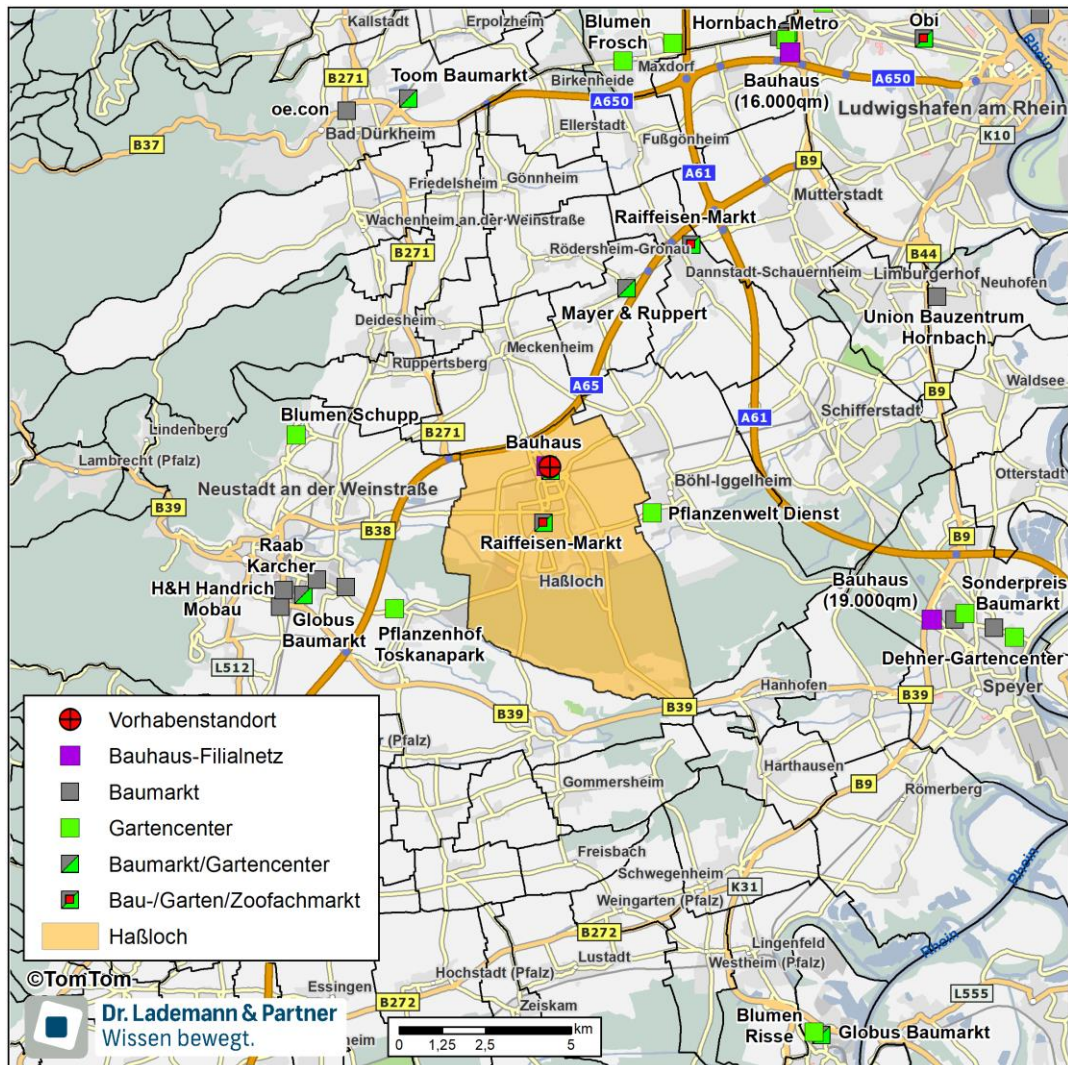 Kallstadt
Erpolzheim
Blumen
Frosch
Hornbach
Metro
Obi
Rhein
B271
Toom Baumarkt
Maxdorf
Birkenheide
Bauhaus
(16.000qm)
A650
A650
Ludwigshafen am Rhein
oe.con
Bad Dürkheim
Ellerstadt
Fußgönheim
K10
B37
B9
A61
Gönnheim
Friedelsheim
Mutterstadt
Wachenheim an der Weinstraße
Raiffeisen-Markt
B271
Rödersheim-Gronau
B44
Dannstadt-Schauernheim
Limburgerhof
Neuhofen
Mayer & Ruppert
Union Bauzentrum
Hornbach
Deidesheim
Meckenheim
Ruppertsberg
A65
B9
Waldsee
Blumen Schupp
Schifferstadt
A61
Lindenberg
B271
Bauhaus
Lambrecht (Pfalz)
Otterstadt
Neustadt an der Weinstraße
Böhl-Iggelheim
B39
Pflanzenwelt Dienst
B38
B9
Raiffeisen-Markt
Raab
Karcher
Haßloch
H&H Handrich
Mobau
Bauhaus
(19.000qm)
Sonderpreis
Baumarkt
Globus
Baumarkt
Pflanzenhof
Toskanapark
Dehner-Gartencenter
L512
Hanhofen
B39
Speyer
B39
B39
Vorhabenstandort
Bauhaus-Filialnetz
Baumarkt
Gartencenter
Baumarkt/Gartencenter
Bau-/Garten/Zoofachmarkt
Haßloch
(Pfalz)
Harthausen
Gommersheim
B9
Römerberg
Freisbach
Schwegenheim
K31
Weingarten (Pfalz)
Rhein
Rhein
B272
Lingenfeld
Lustadt
Westheim (Pfalz)
©TomTom
Hochstadt (Pfalz)
Essingen
B272
Zeiskam
L555
Dr. Lademann & Partner
Wissen bewegt.
km
0 1,25 2,5 5
Blumen
Risse
Globus Baumarkt